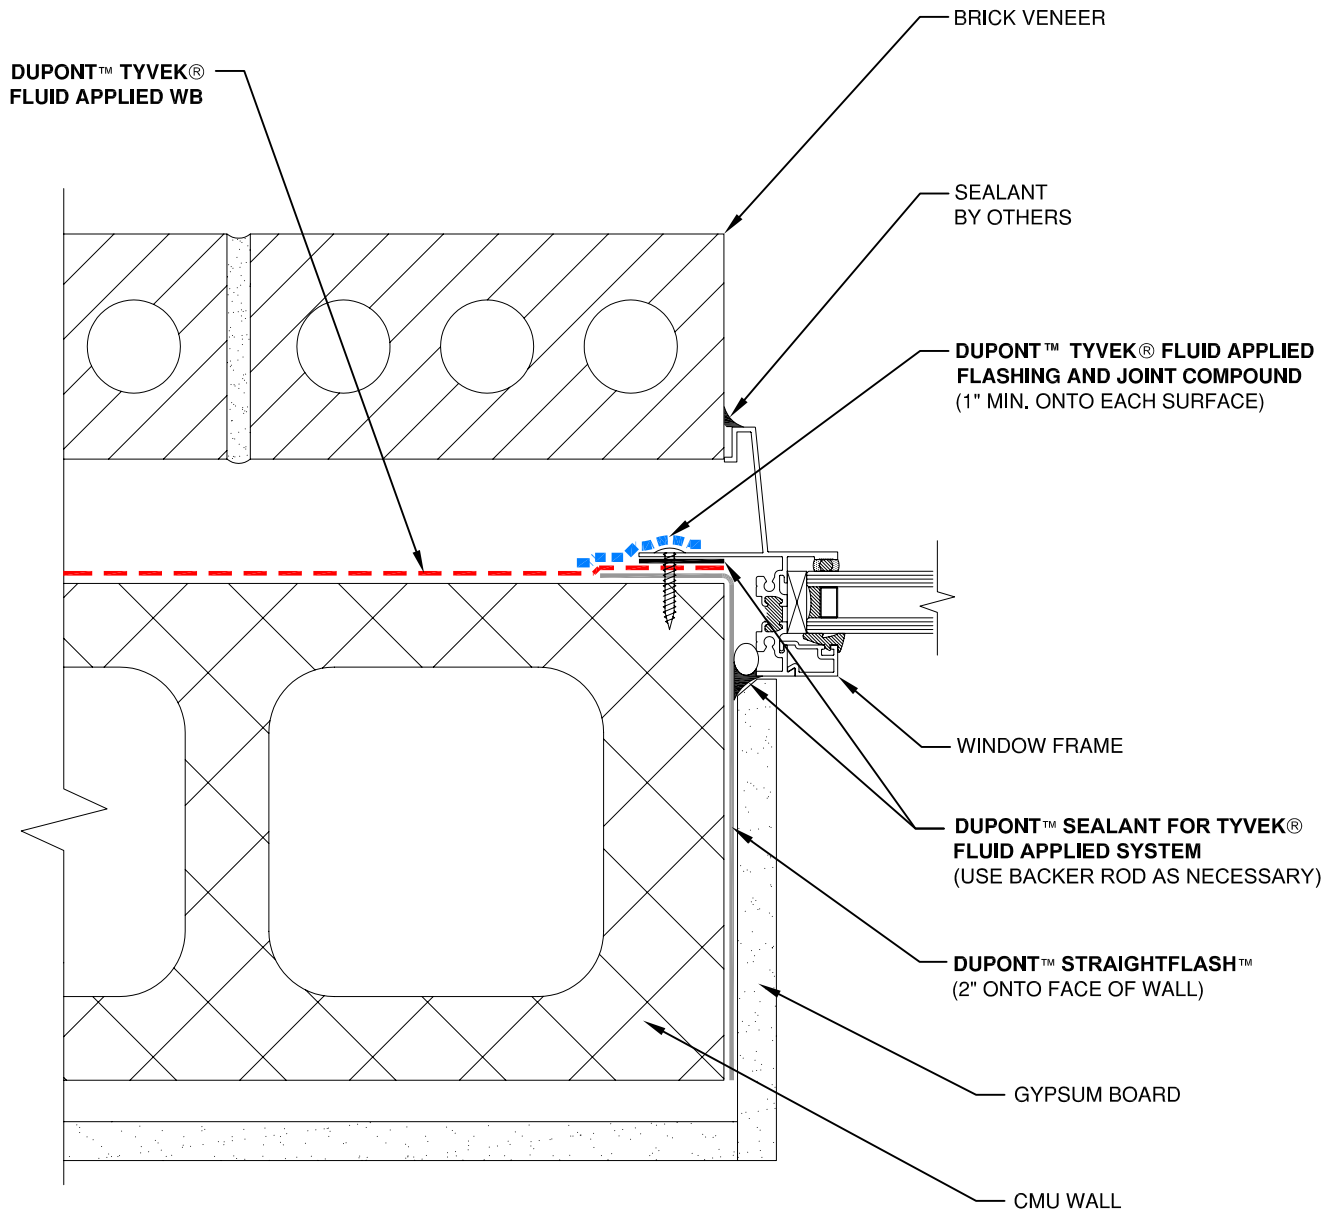 BRICK VENEER
DUPONT™ TYVEK®
FLUID APPLIED WB
SEALANT
BY OTHERS
DUPONT™ TYVEK® FLUID APPLIED
FLASHING AND JOINT COMPOUND
(1" MIN. ONTO EACH SURFACE)
WINDOW FRAME
DUPONT™ SEALANT FOR TYVEK®
FLUID APPLIED SYSTEM
(USE BACKER ROD AS NECESSARY)
DUPONT™ STRAIGHTFLASH™
(2" ONTO FACE OF WALL)
GYPSUM BOARD
CMU WALL